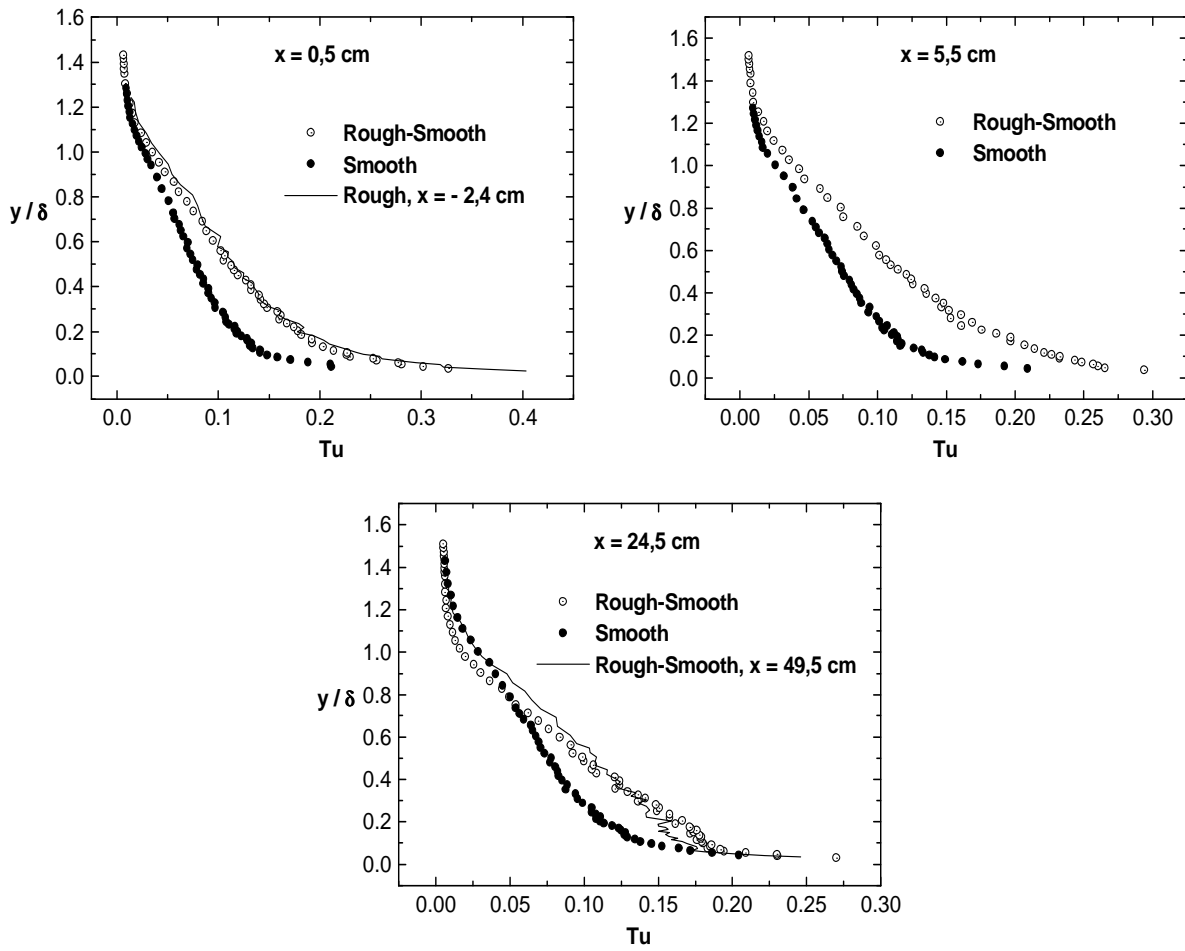 x = 0,5 cm
Rough-Smooth
Smooth
Rough, x = - 2,4 cm
y / δ
1.6
1.4
1.2
1.0
0.8
0.6
0.4
0.2
0.0
0.0 0.1 0.2 0.3 0.4
Tu
x = 5,5 cm
Rough-Smooth
Smooth
y / δ
1.6
1.4
1.2
1.0
0.8
0.6
0.4
0.2
0.0
0.00 0.05 0.10 0.15 0.20 0.25 0.30
Tu
x = 24,5 cm
Rough-Smooth
Smooth
Rough-Smooth, x = 49,5 cm
y / δ
1.6
1.4
1.2
1.0
0.8
0.6
0.4
0.2
0.0
0.00 0.05 0.10 0.15 0.20 0.25 0.30
Tu